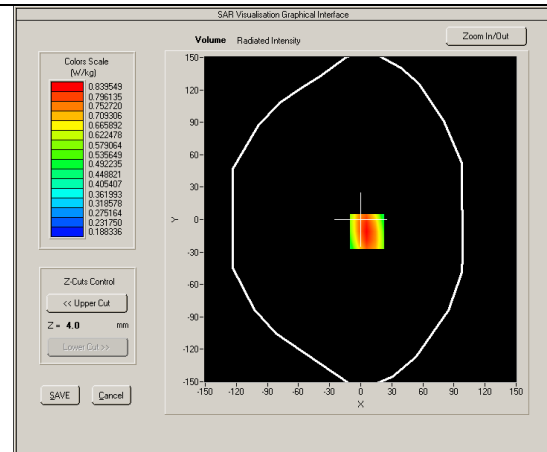 SAR Visualisation Graphical Interface
Volume Radiated Intensity
Zoom In/Out
Colors Scale
(W/kg)
0.839549
0.796135
0.752720
0.709306
0.665892
0.622478
0.579064
0.535649
0.492235
0.448821
0.405407
0.361993
0.318578
0.275164
0.231750
0.188336
Z-Cuts Control
<< Upper Cut
Z = 4.0 mm
Lower Cut >>
SAVE Cancel
150
120
90
60
30
0
-30
-60
-90
-120
-150
Y
-150 -120 -90 -60 -30 0 30 60 90 120 150
X